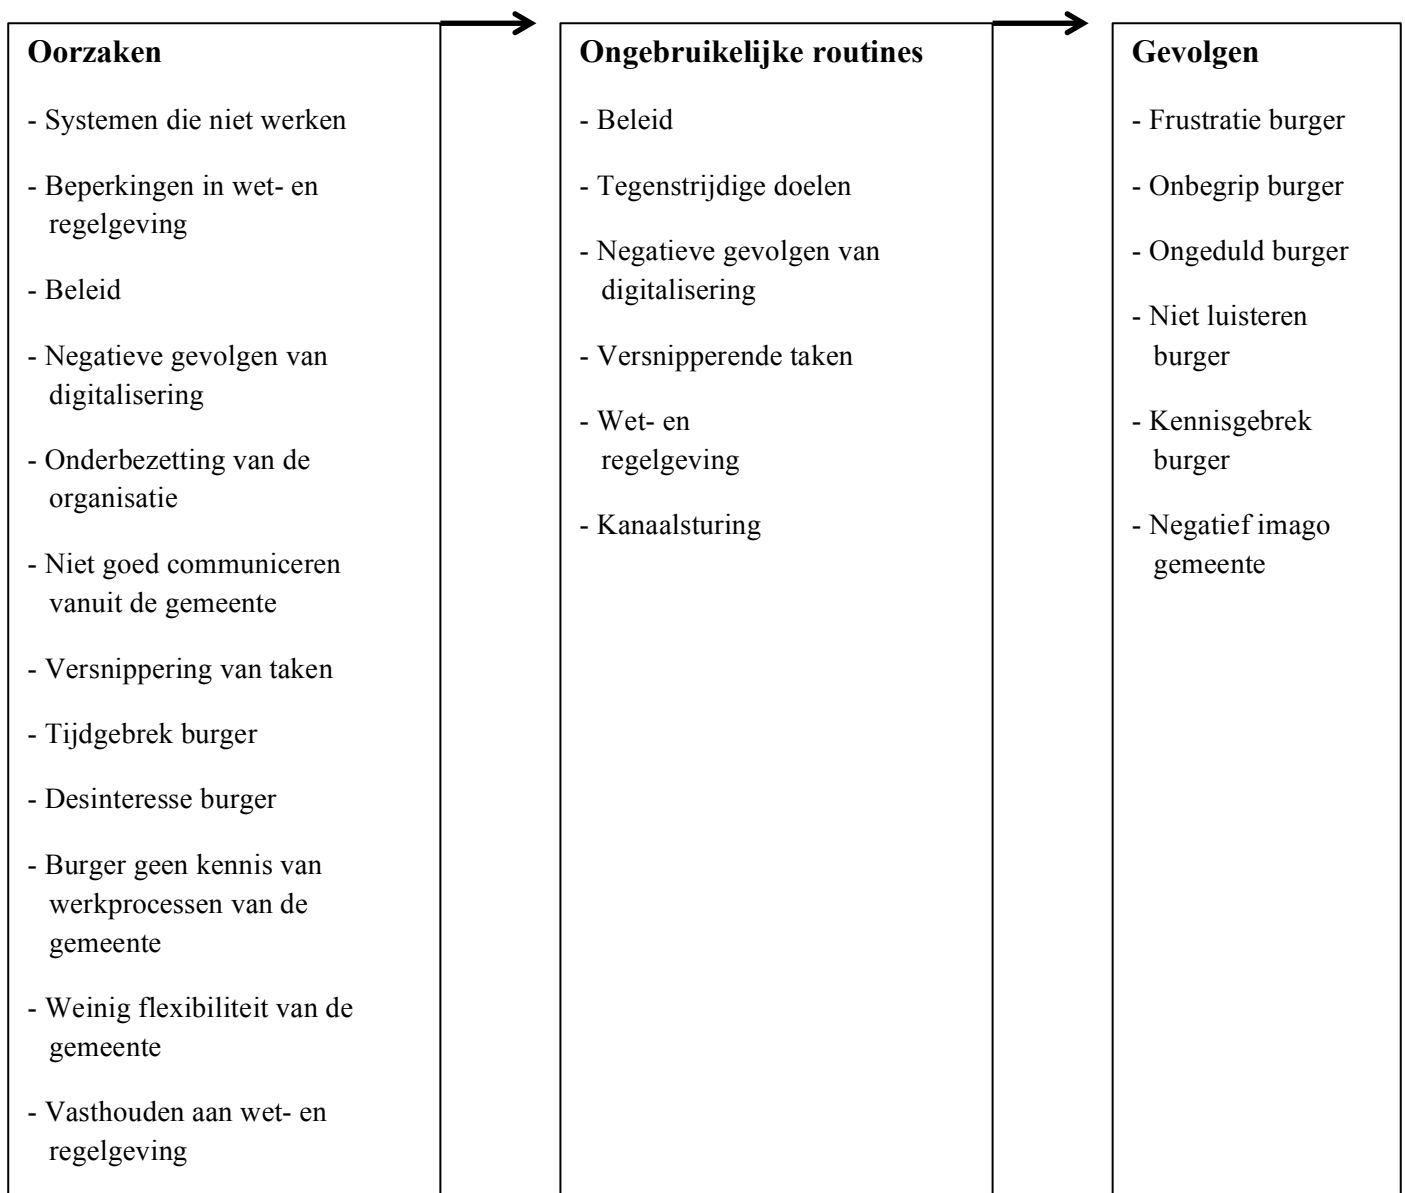 Oorzaken
- Systemen die niet werken
- Beperkingen in wet- en
regelgeving
- Beleid
- Negatieve gevolgen van
digitalisering
- Onderbezetting van de
organisatie
- Niet goed communiceren
vanuit de gemeente
- Versnippering van taken
- Tijdgebrek burger
- Desinteresse burger
- Burger geen kennis van
werkprocessen van de
gemeente
- Weinig flexibiliteit van de
gemeente
- Vasthouden aan wet- en
regelgeving
Ongebruikelijke routines
- Beleid
- Tegenstrijdige doelen
- Negatieve gevolgen van
digitalisering
- Versnipperende taken
- Wet- en
regelgeving
- Kanaalsturing
Gevolgen
- Frustratie burger
- Onbegrip burger
- Ongeduld burger
- Niet luisteren
burger
- Kennisgebrek
burger
- Negatief imago
gemeente